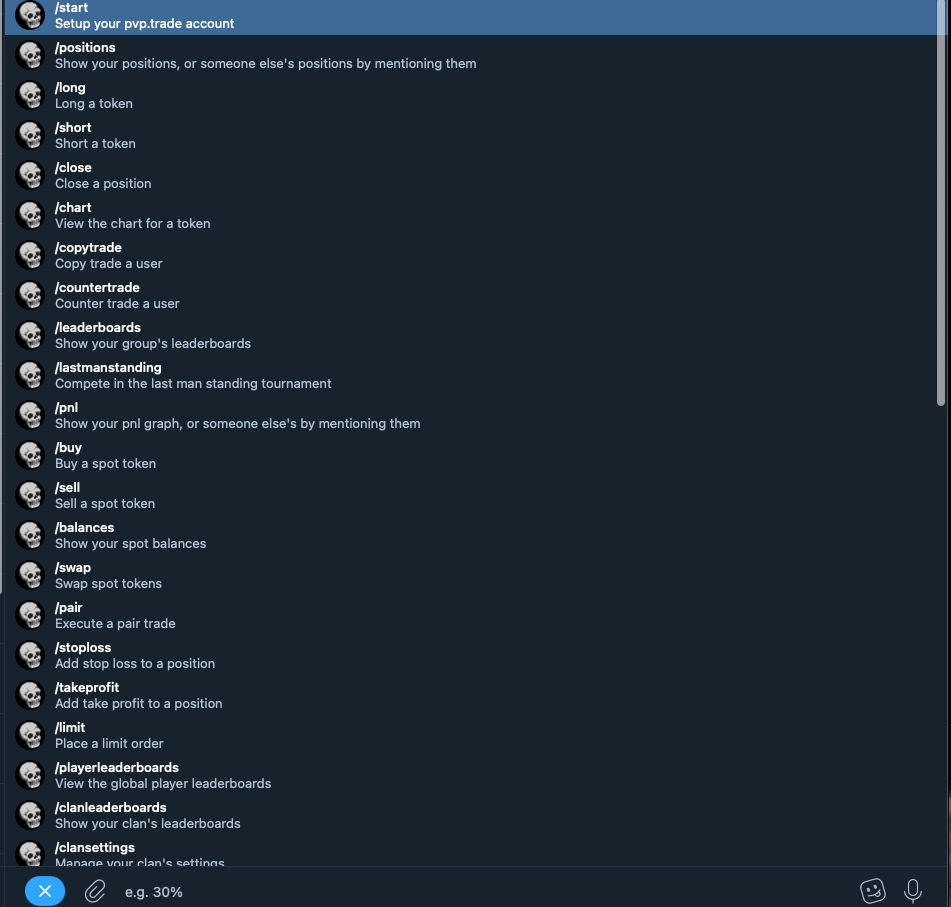 /start
Setup your pvp.trade account
/positions
Show your positions, or someone else's positions by mentioning them
/long
Long a token
/short
Short a token
/close
Close a position
/chart
View the chart for a token
/copytrade
Copy trade a user
/countertrade
Counter trade a user
/leaderboards
Show your group's leaderboards
/lastmanstanding
Compete in the last man standing tournament
/pnl
Show your pnl graph, or someone else's by mentioning them
/buy
Buy a spot token
/sell
Sell a spot token
/balances
Show your spot balances
/swap
Swap spot tokens
/pair
Execute a pair trade
/stoploss
Add stop loss to a position
/takeprofit
Add take profit to a position
/limit
Place a limit order
/playerleaderboards
View the global player leaderboards
/clanleaderboards
Show your clan's leaderboards
/clansettings
Manage your clan's settings
e.g. 30%